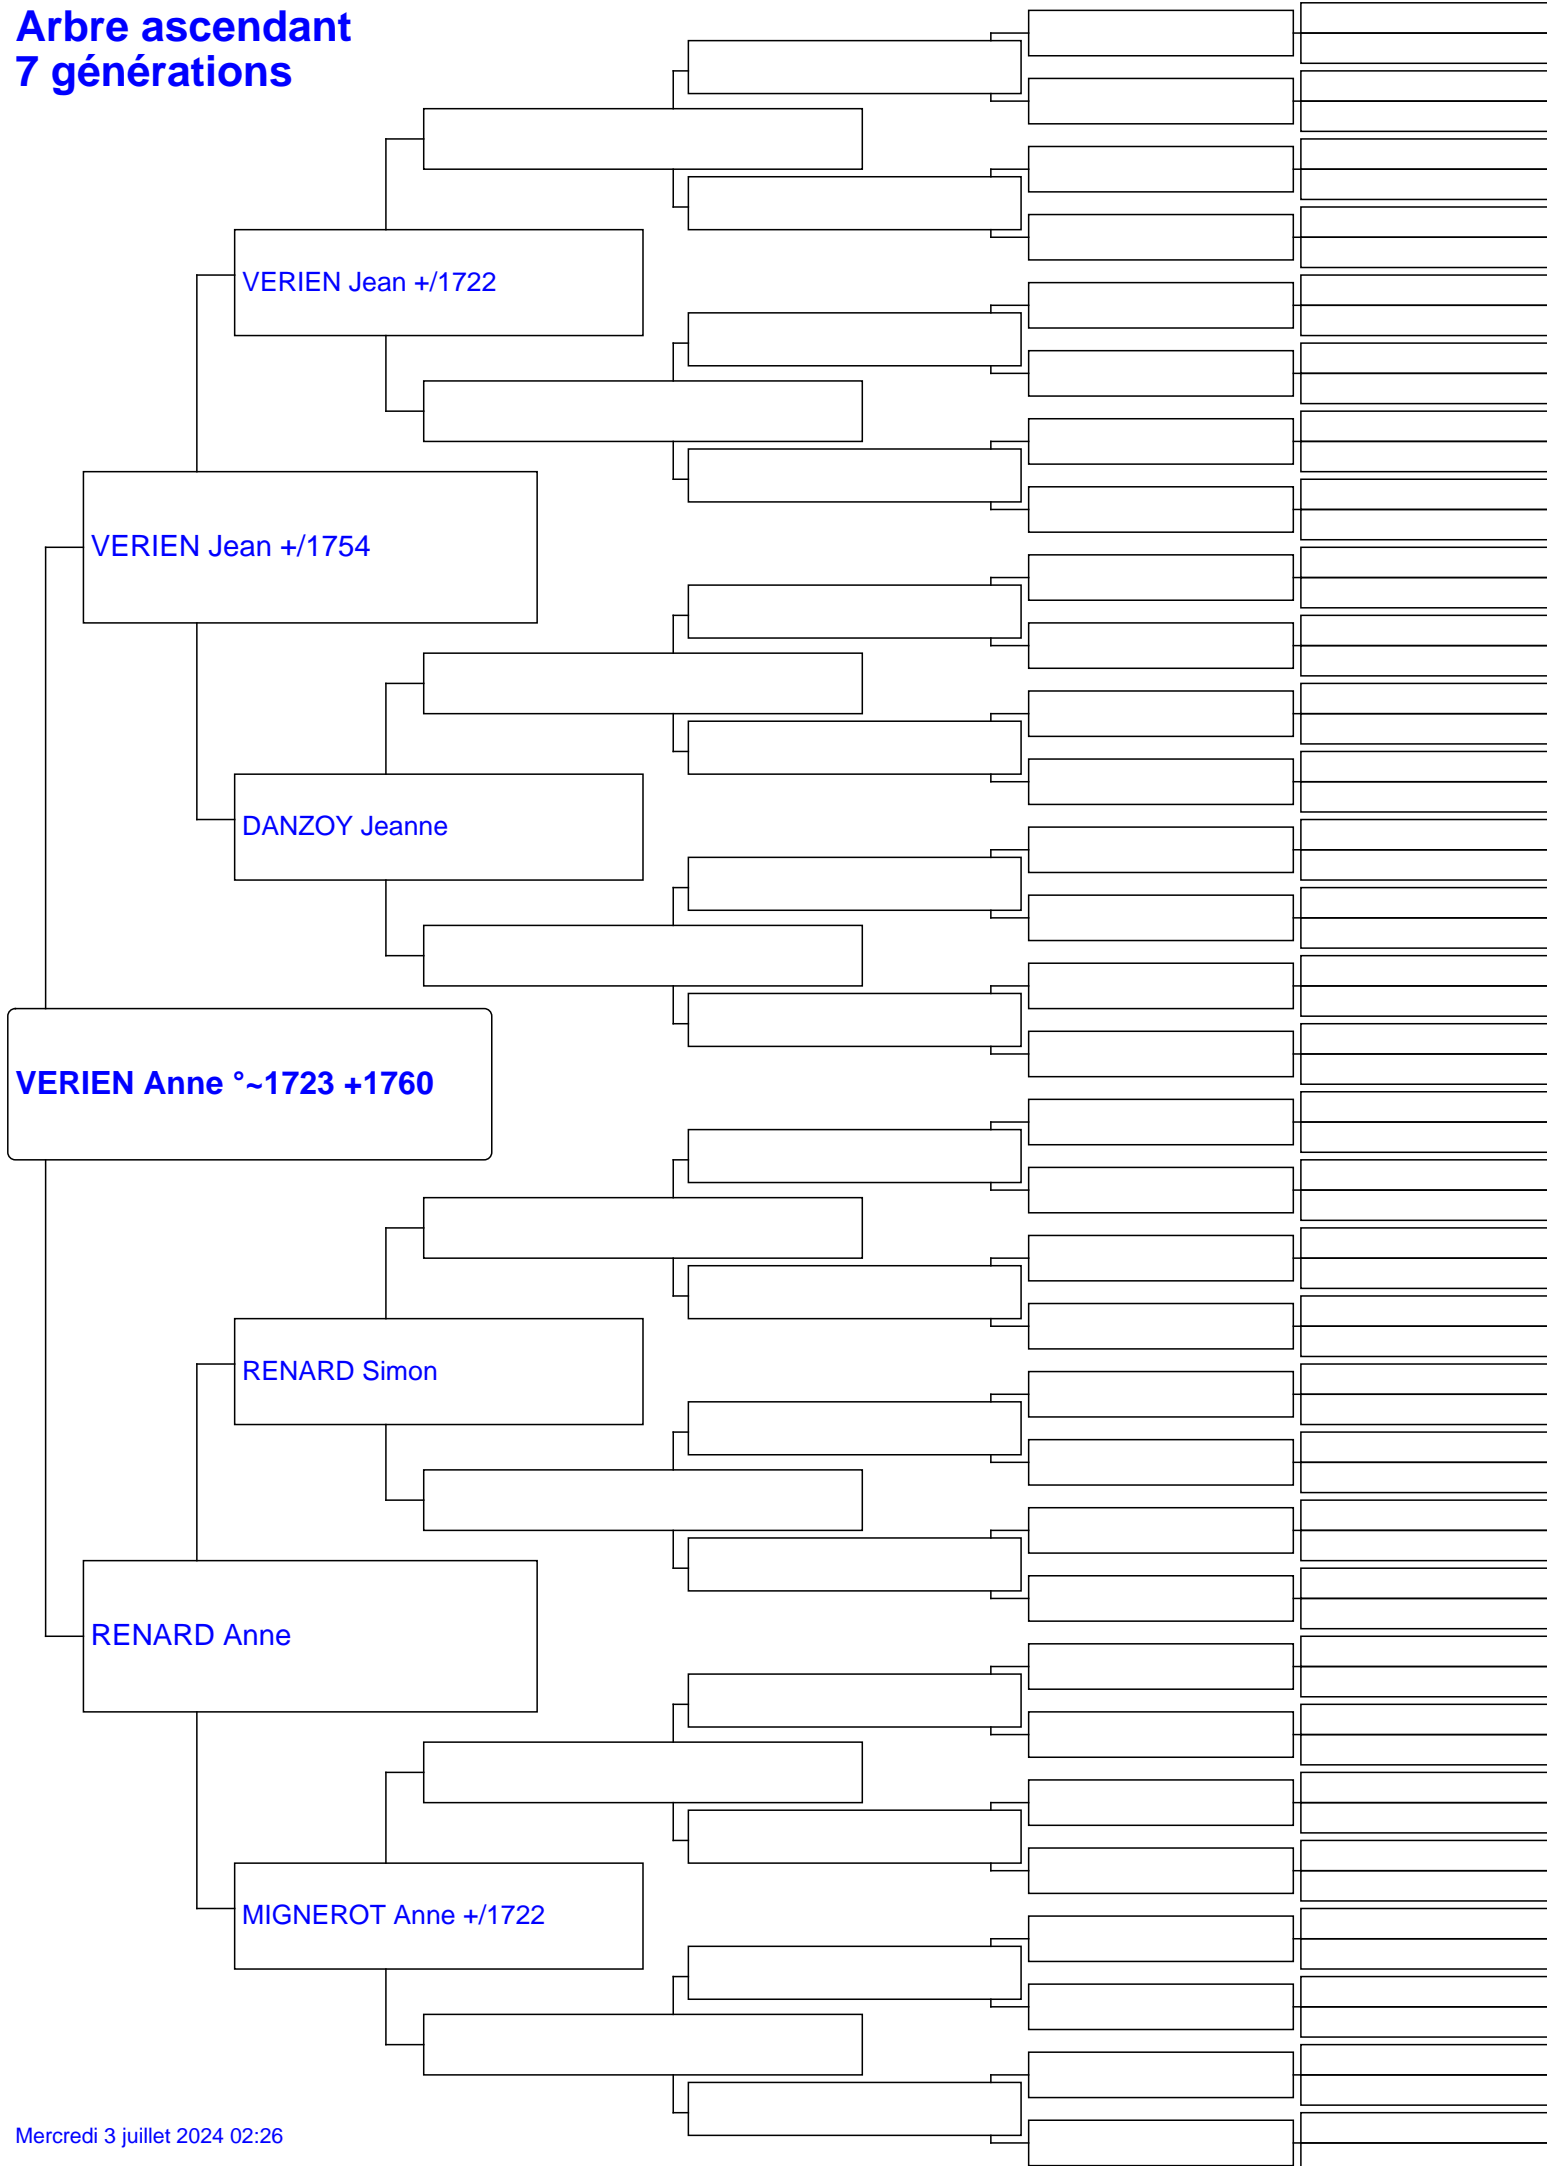 Arbre ascendant
7 générations
VERIEN Jean +/1722
VERIEN Jean +/1754
DANZOY Jeanne
VERIEN Anne °~1723 +1760
RENARD Simon
RENARD Anne
MIGNEROT Anne +/1722
Mercredi 3 juillet 2024 02:26